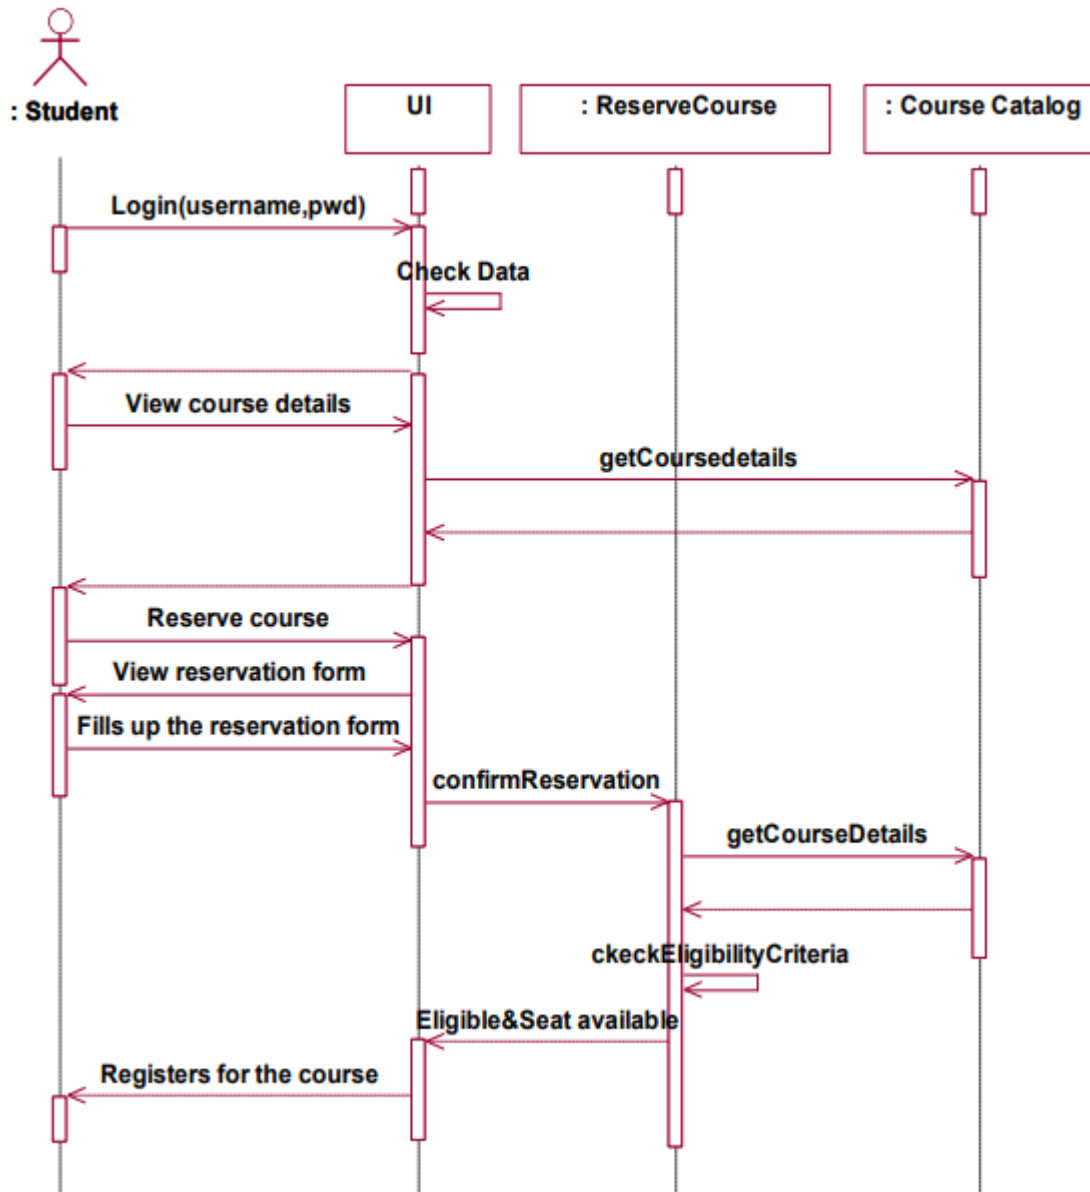 : Student
UI
: ReserveCourse
: Course Catalog
Login(username,pwd)
Check Data
View course details
getCoursedetails
Reserve course
View reservation form
Fills up the reservation form
confirmReservation
getCourseDetails
ckeckEligibilityCriteria
Eligible&Seat available
Registers for the course